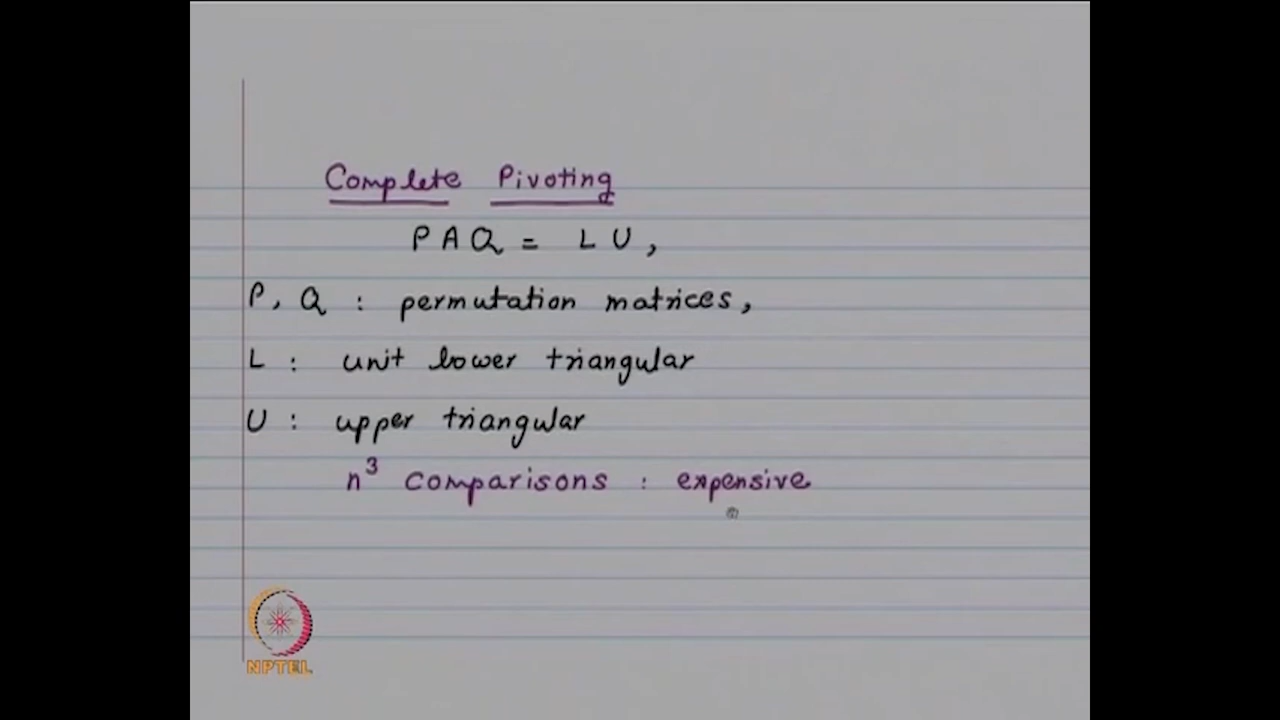 Complete Pivoting
PAQ = LU,
P, Q : permutation matrices,
L : unit lower triangular
U : upper triangular
n³ comparisons : expensive
NPTEL